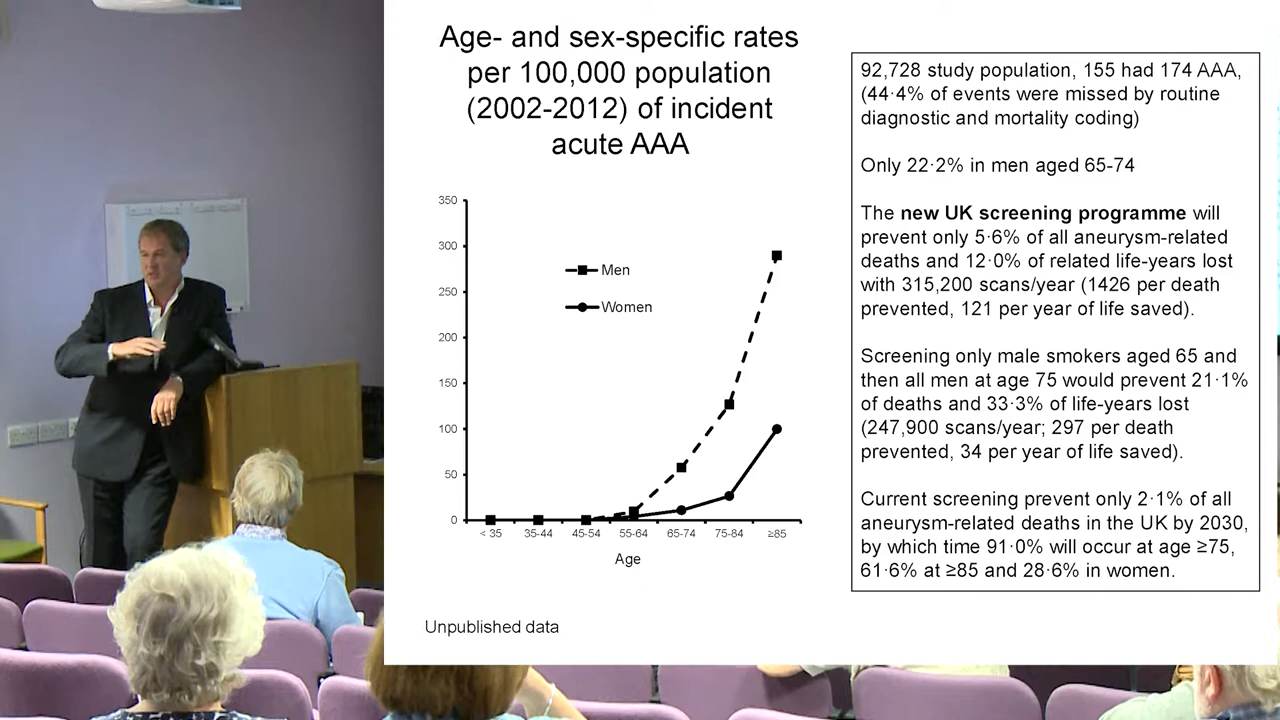 Age- and sex-specific rates
per 100,000 population
(2002-2012) of incident
acute AAA
350
300
250
200
150
100
50
0
Men
Women
< 35
35-44
45-54
55-64
65-74
75-84
≥85
Age
Unpublished data
92,728 study population, 155 had 174 AAA,
(44·4% of events were missed by routine
diagnostic and mortality coding)
Only 22·2% in men aged 65-74
The new UK screening programme will
prevent only 5·6% of all aneurysm-related
deaths and 12·0% of related life-years lost
with 315,200 scans/year (1426 per death
prevented, 121 per year of life saved).
Screening only male smokers aged 65 and
then all men at age 75 would prevent 21·1%
of deaths and 33·3% of life-years lost
(247,900 scans/year; 297 per death
prevented, 34 per year of life saved).
Current screening prevent only 2·1% of all
aneurysm-related deaths in the UK by 2030,
by which time 91·0% will occur at age ≥75,
61·6% at ≥85 and 28·6% in women.